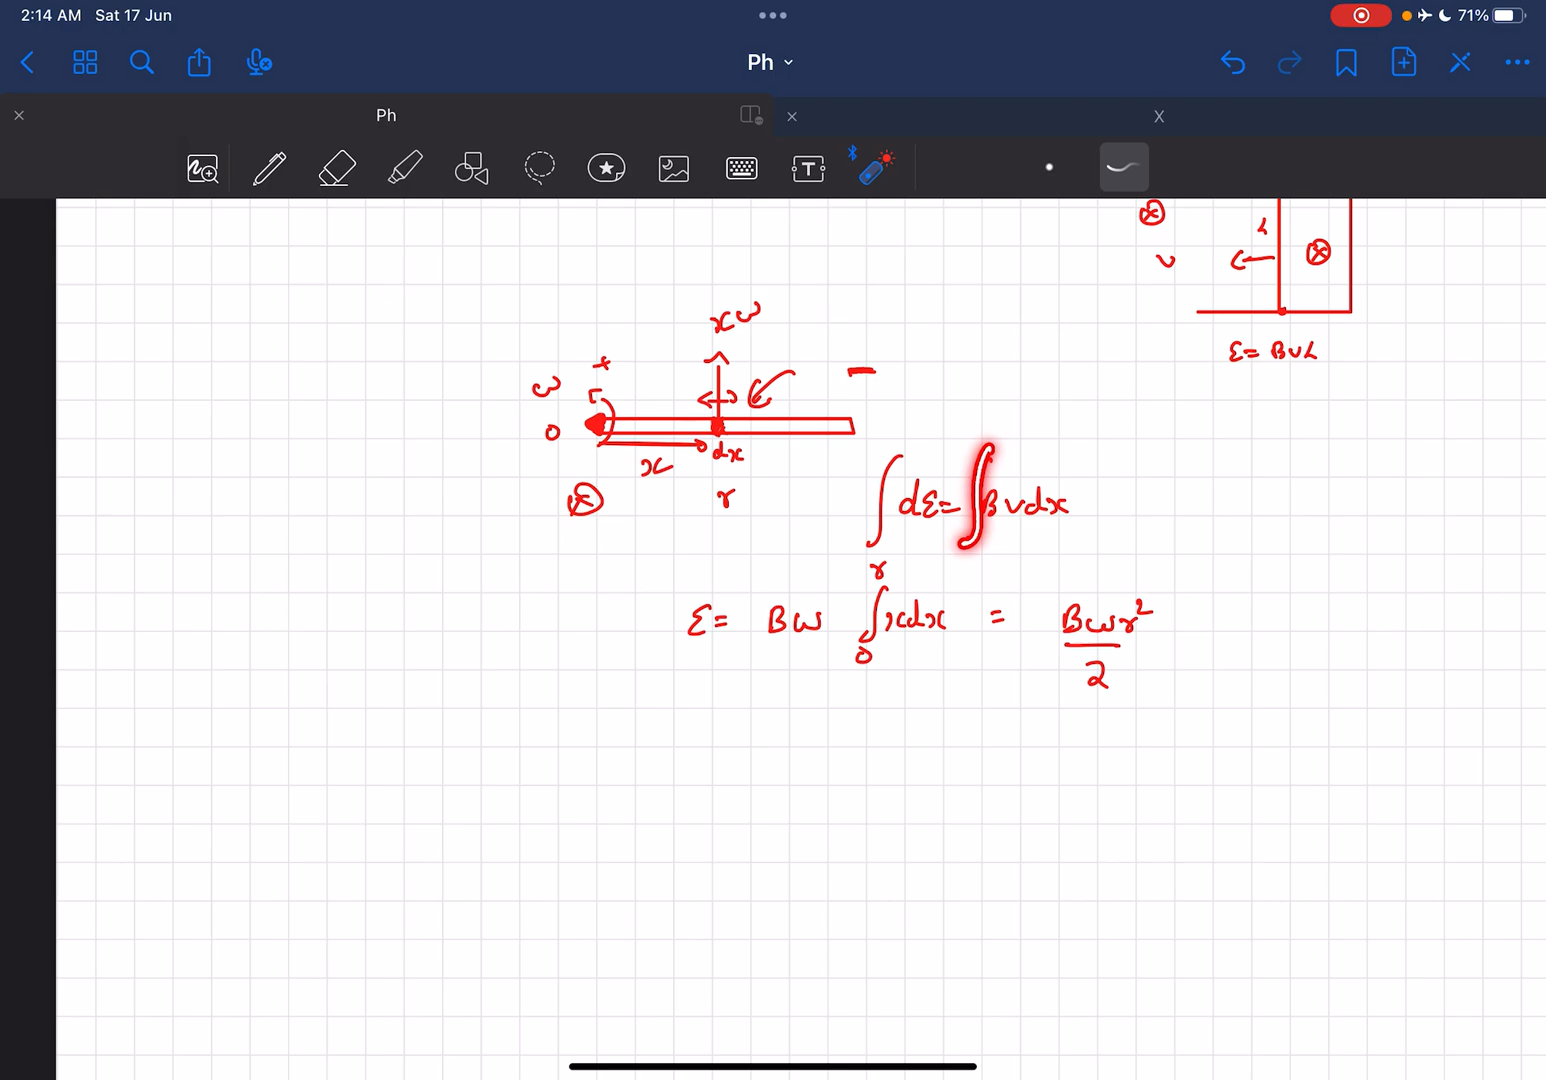 2:14 AM Sat 17 Jun
71%
Ph
Ph
X
T
L
v
ε= BvL
xω
ω
+
−
O
x
dx
r
∫dε= ∫Bvdx
ε= Bω ∫₀ʳ xdx = Bωr²/2